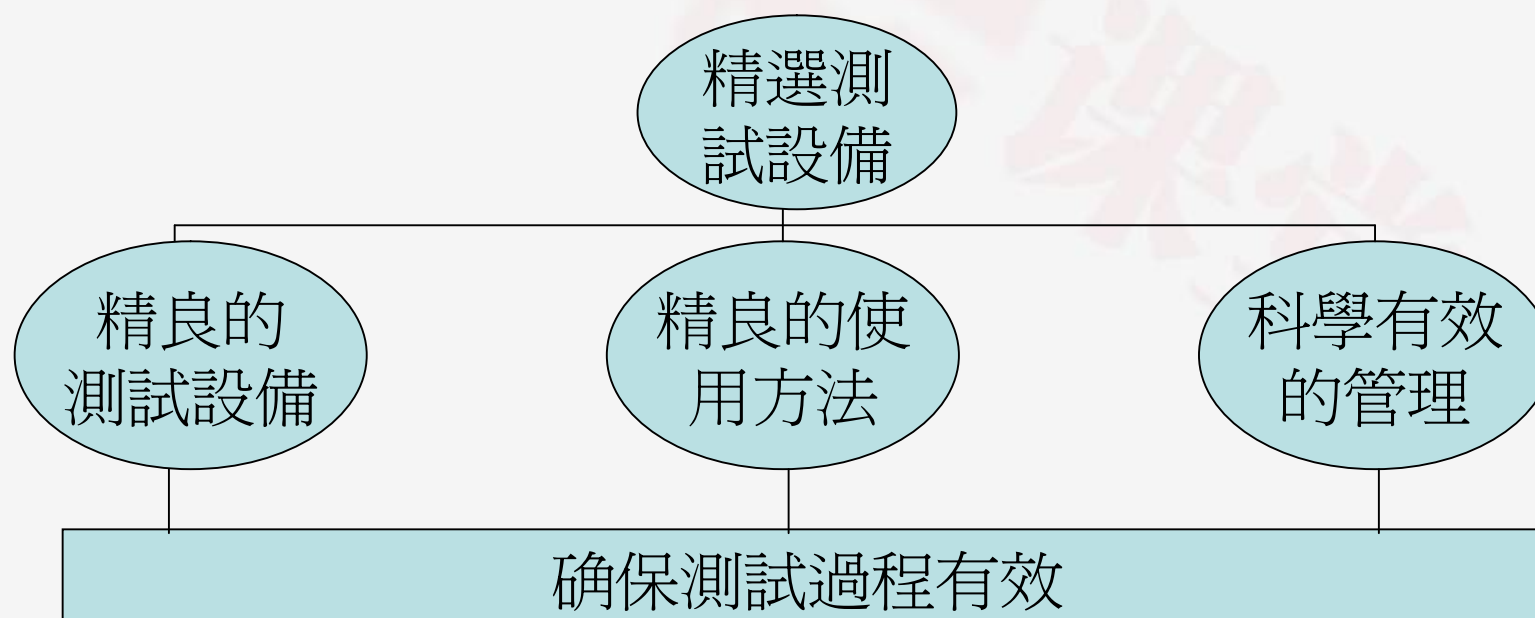 精選測
試設備
精良的
測試設備
精良的使
用方法
科學有效
的管理
确保測試過程有效